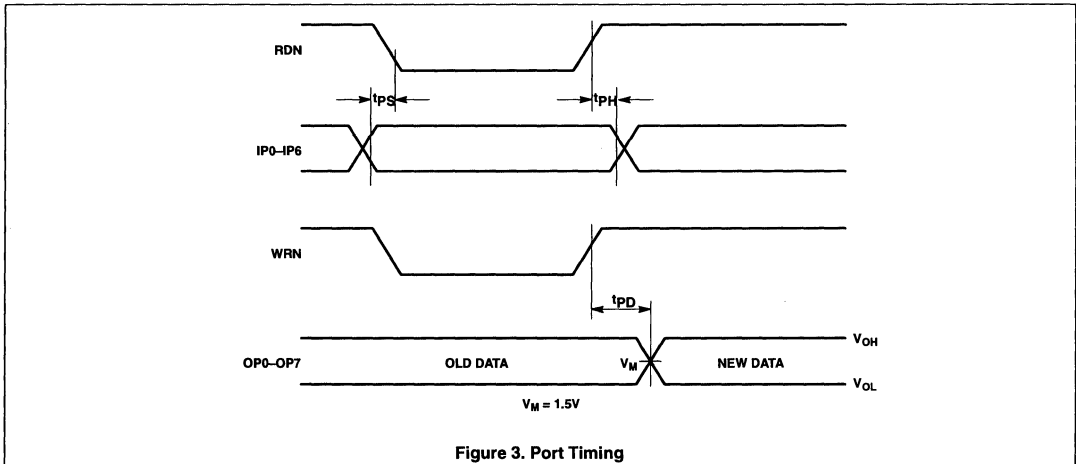 RDN
tPS
tPH
IP0–IP6
WRN
tPD
VOH
OP0–OP7
OLD DATA
VM
NEW DATA
VOL
VM = 1.5V
Figure 3. Port Timing